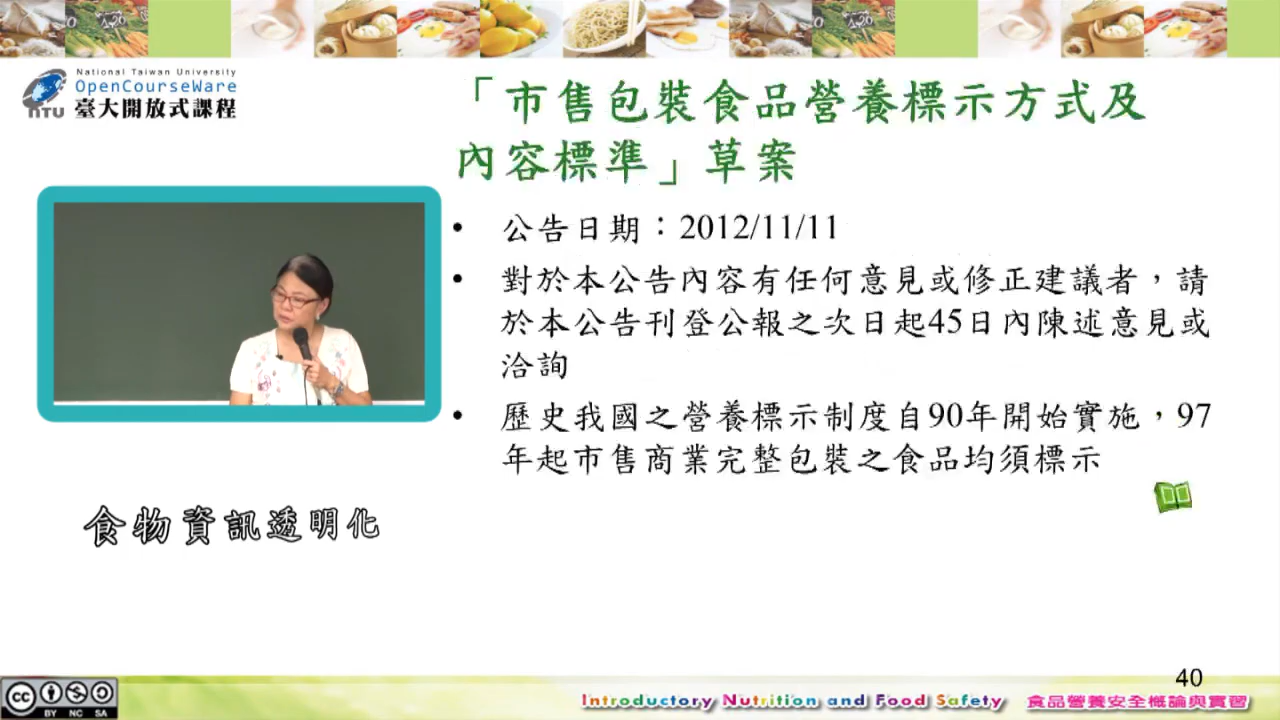 National Taiwan University
OpenCourseWare
NTU 臺大開放式課程
「市售包裝食品營養標示方式及
內容標準」草案
• 公告日期：2012/11/11
• 對於本公告內容有任何意見或修正建議者，請
於本公告刊登公報之次日起45日內陳述意見或
洽詢
• 歷史我國之營養標示制度自90年開始實施，97
年起市售商業完整包裝之食品均須標示
食物資訊透明化
40
cc BY NC SA
Introductory Nutrition and Food Safety 食品營養安全概論與實習